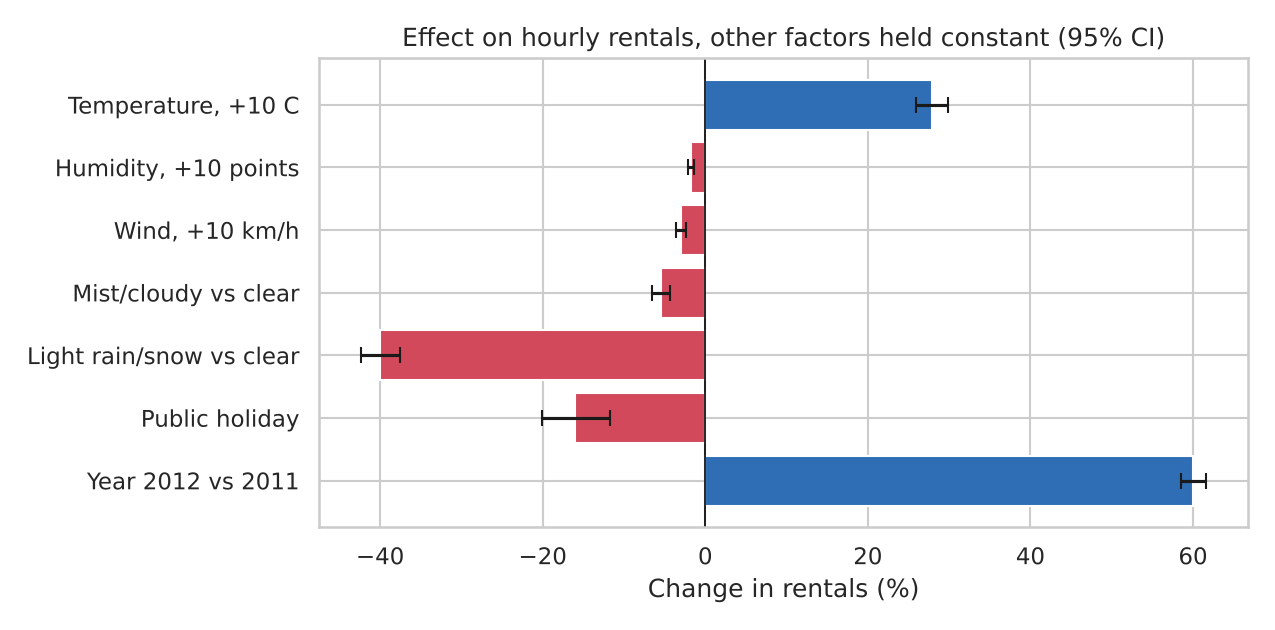 Effect on hourly rentals, other factors held constant (95% CI)
Temperature, +10 C
Humidity, +10 points
Wind, +10 km/h
Mist/cloudy vs clear
Light rain/snow vs clear
Public holiday
Year 2012 vs 2011
−40 −20 0 20 40 60
Change in rentals (%)